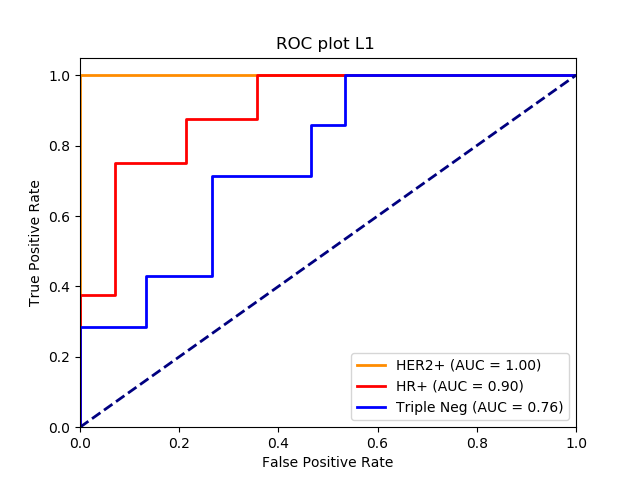 ROC plot L1
True Positive Rate
1.0
0.8
0.6
0.4
0.2
0.0
HER2+ (AUC = 1.00)
HR+ (AUC = 0.90)
Triple Neg (AUC = 0.76)
0.0 0.2 0.4 0.6 0.8 1.0
False Positive Rate